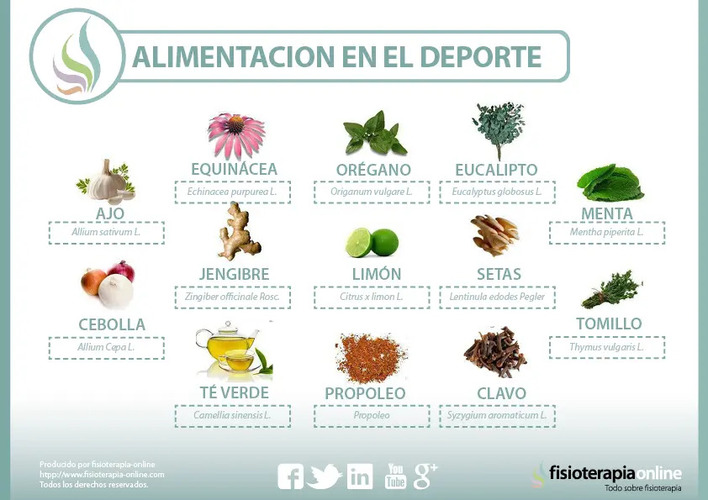 ALIMENTACION EN EL DEPORTE
EQUINÁCEA
Echinacea purpurea L.
ORÉGANO
Origanum vulgare L.
EUCALIPTO
Eucalyptus globosus L.
AJO
Allium sativum L.
MENTA
Mentha piperita L.
JENGIBRE
Zingiber officinale Rosc.
LIMÓN
Citrus x limon L.
SETAS
Lentinula edodes Pegler
CEBOLLA
Allium Cepa L.
TOMILLO
Thymus vulgaris L.
TÉ VERDE
Camellia sinensis L.
PROPOLEO
Propoleo
CLAVO
Syzygium aromaticum L.
Producido por fisioterapia-online
htpp://www.fisioterapia-online.com
Todos los derechos reservados.
f
in
You
Tube
g+
fisioterapiaonline
Todo sobre fisioterapia